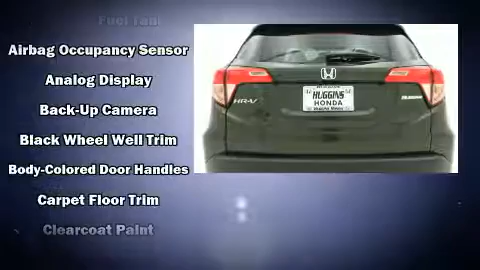 Fuel Tank
Airbag Occupancy Sensor
Analog Display
Back-Up Camera
Black Wheel Well Trim
Body-Colored Door Handles
Carpet Floor Trim
Clearcoat Paint
HR-V
HUGGINS
HONDA